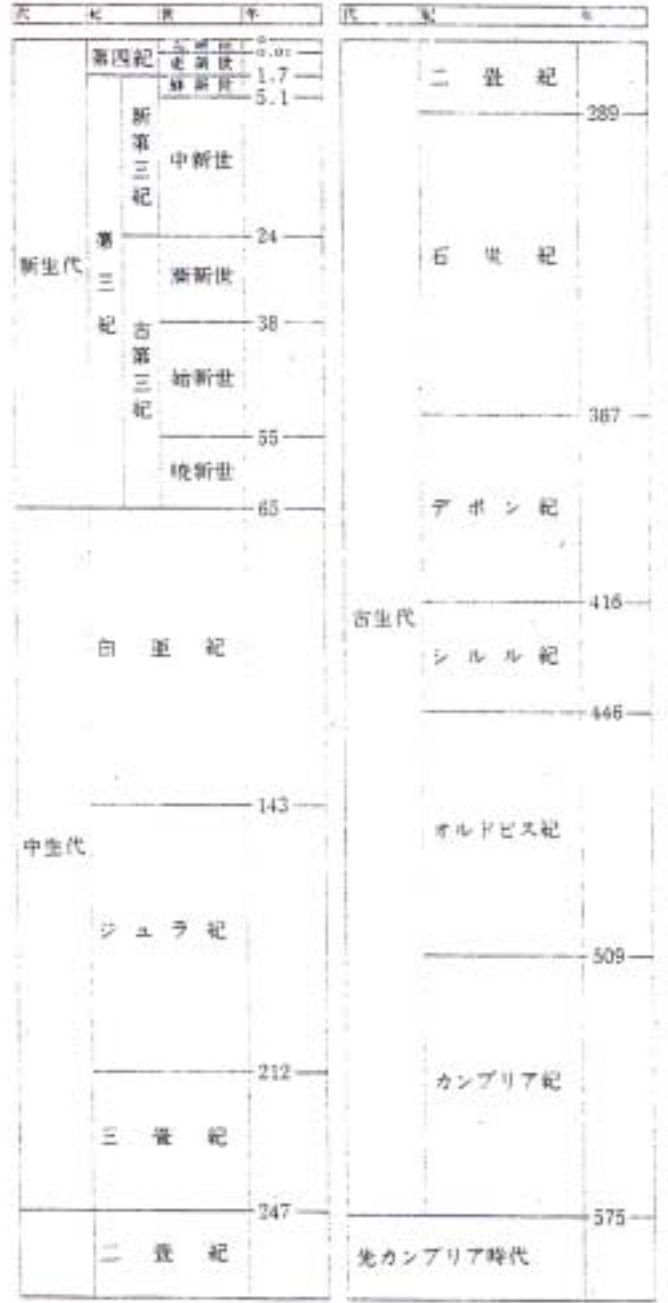 代 紀 世 年
第四紀
完新世 0
0.01
更新世
1.7
鮮新世
5.1
新第三紀
中新世
24
新生代
第三紀
漸新世
38
古第三紀
始新世
55
暁新世
65
白亜紀
143
中生代
ジュラ紀
212
三畳紀
247
二畳紀
代 紀 年
二畳紀
289
石炭紀
367
デボン紀
416
古生代
シルル紀
446
オルドビス紀
509
カンブリア紀
575
先カンブリア時代